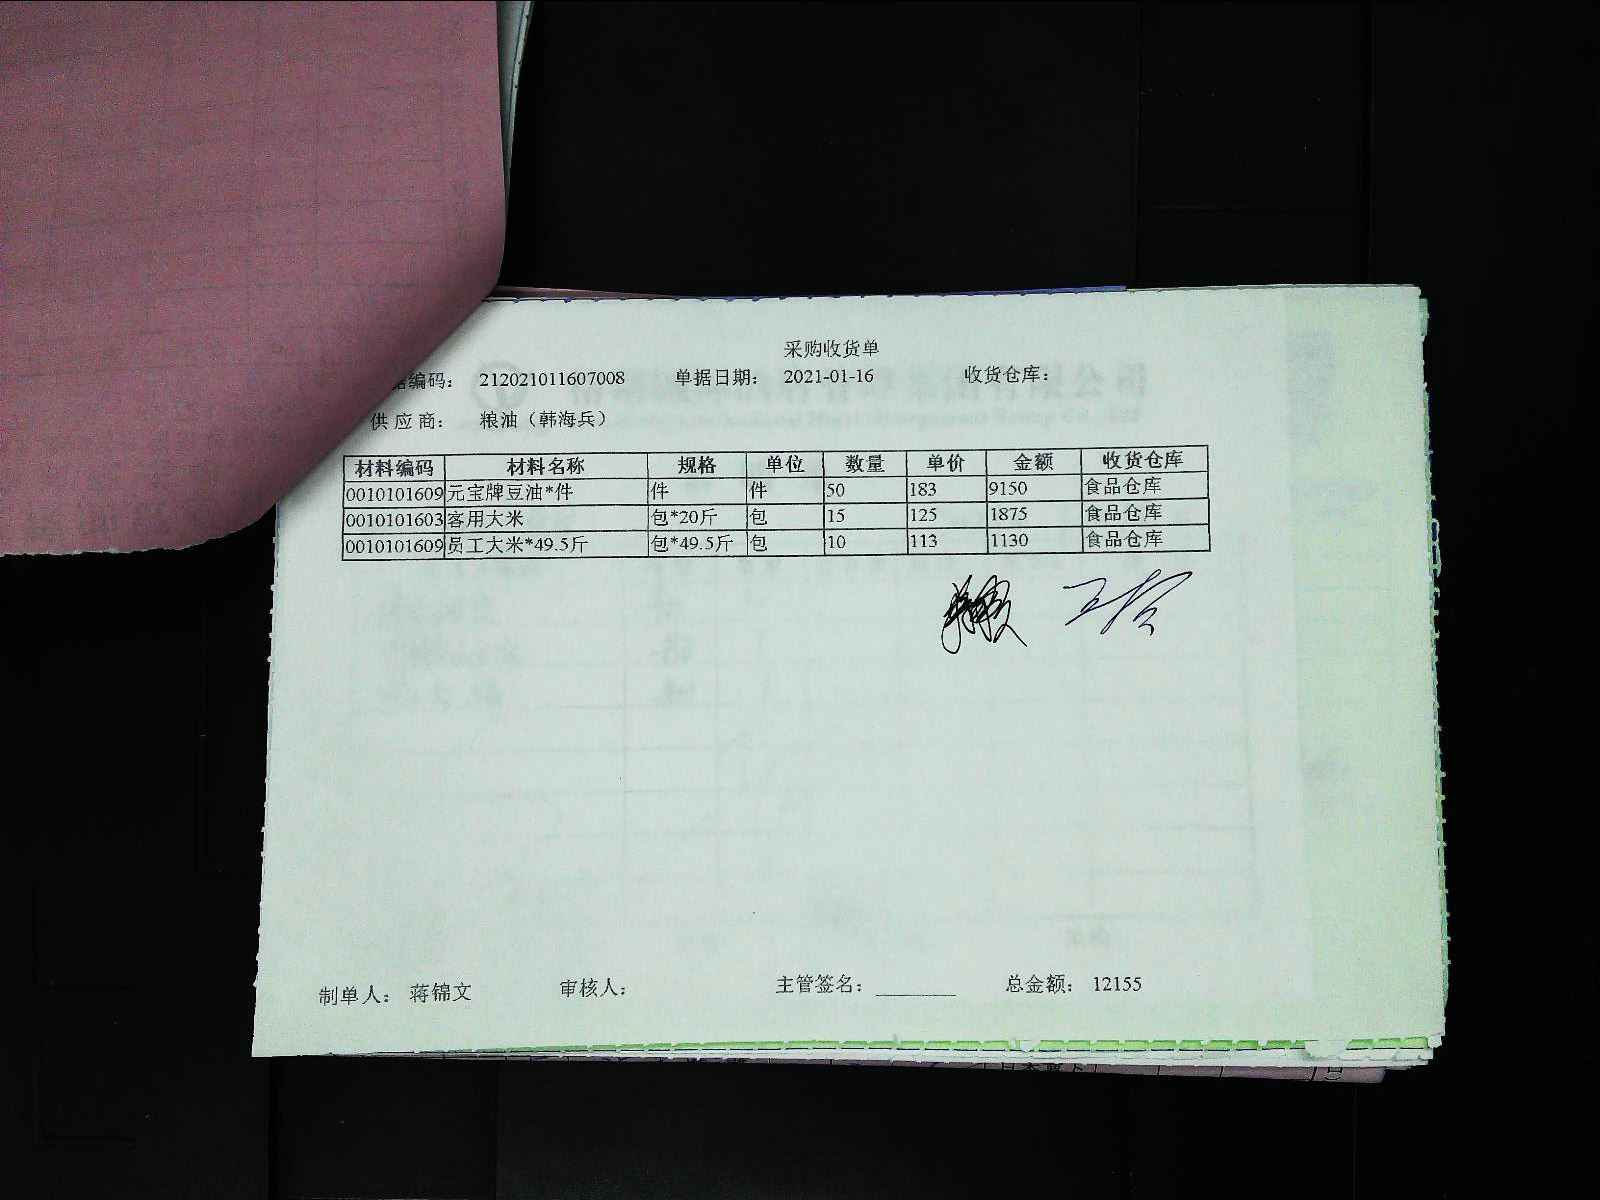 采购收货单
据编码： 212021011607008 单据日期： 2021-01-16 收货仓库：
供应商： 粮油（韩海兵）
材料编码 材料名称 规格 单位 数量 单价 金额 收货仓库
0010101609 元宝牌豆油*件 件 件 50 183 9150 食品仓库
0010101603 客用大米 包*20斤 包 15 125 1875 食品仓库
0010101609 员工大米*49.5斤 包*49.5斤 包 10 113 1130 食品仓库
制单人： 蒋锦文 审核人： 主管签名： 总金额： 12155